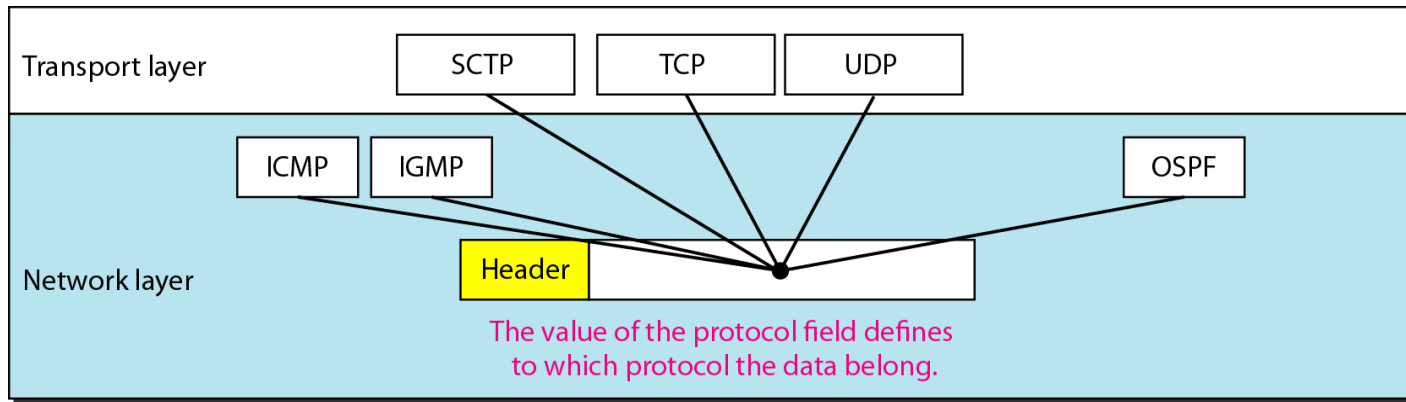 Transport layer
SCTP
TCP
UDP
ICMP
IGMP
OSPF
Network layer
Header
The value of the protocol field defines
to which protocol the data belong.